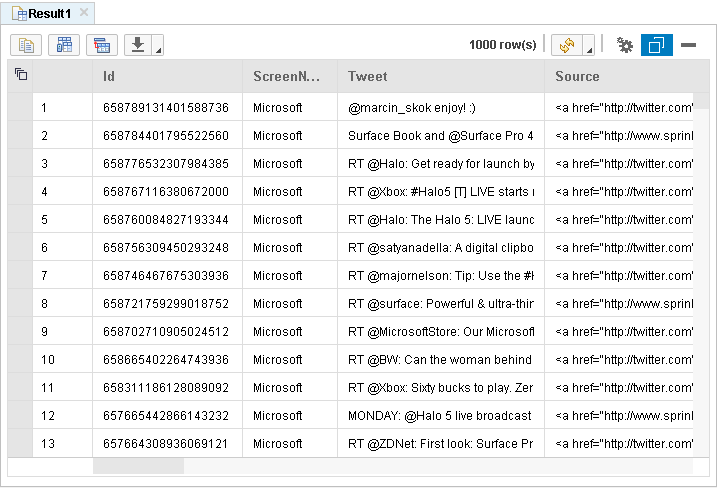 Result1
1000 row(s)
Id ScreenN... Tweet Source
1 658789131401588736 Microsoft @marcin_skok enjoy! :) <a href="http://twitter.com"
2 658784401795522560 Microsoft Surface Book and @Surface Pro 4 <a href="http://www.sprinl
3 658776532307984385 Microsoft RT @Halo: Get ready for launch by <a href="http://twitter.com"
4 658767116380672000 Microsoft RT @Xbox: #Halo5 [T] LIVE starts <a href="http://twitter.com"
5 658760084827193344 Microsoft RT @Halo: The Halo 5: LIVE launc <a href="http://twitter.com"
6 658756309450293248 Microsoft RT @satyanadella: A digital clipbo <a href="http://twitter.com"
7 658746467675303936 Microsoft RT @majornelson: Tip: Use the #H <a href="http://twitter.com"
8 658721759299018752 Microsoft RT @surface: Powerful & ultra-thir <a href="http://www.sprinl
9 658702710905024512 Microsoft RT @MicrosoftStore: Our Microsof <a href="http://twitter.com"
10 658665402264743936 Microsoft RT @BW: Can the woman behind <a href="http://twitter.com"
11 658311186128089092 Microsoft RT @Xbox: Sixty bucks to play. Zer <a href="http://twitter.com"
12 657665442866143232 Microsoft MONDAY: @Halo 5 live broadcast <a href="http://www.sprinl
13 657664308936069121 Microsoft RT @ZDNet: First look: Surface Pr <a href="http://twitter.com"